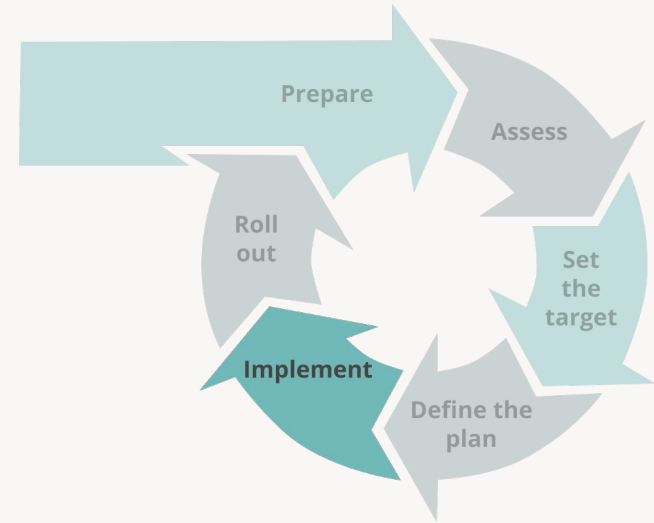 Prepare
Assess
Set
the
target
Define the
plan
Implement
Roll
out